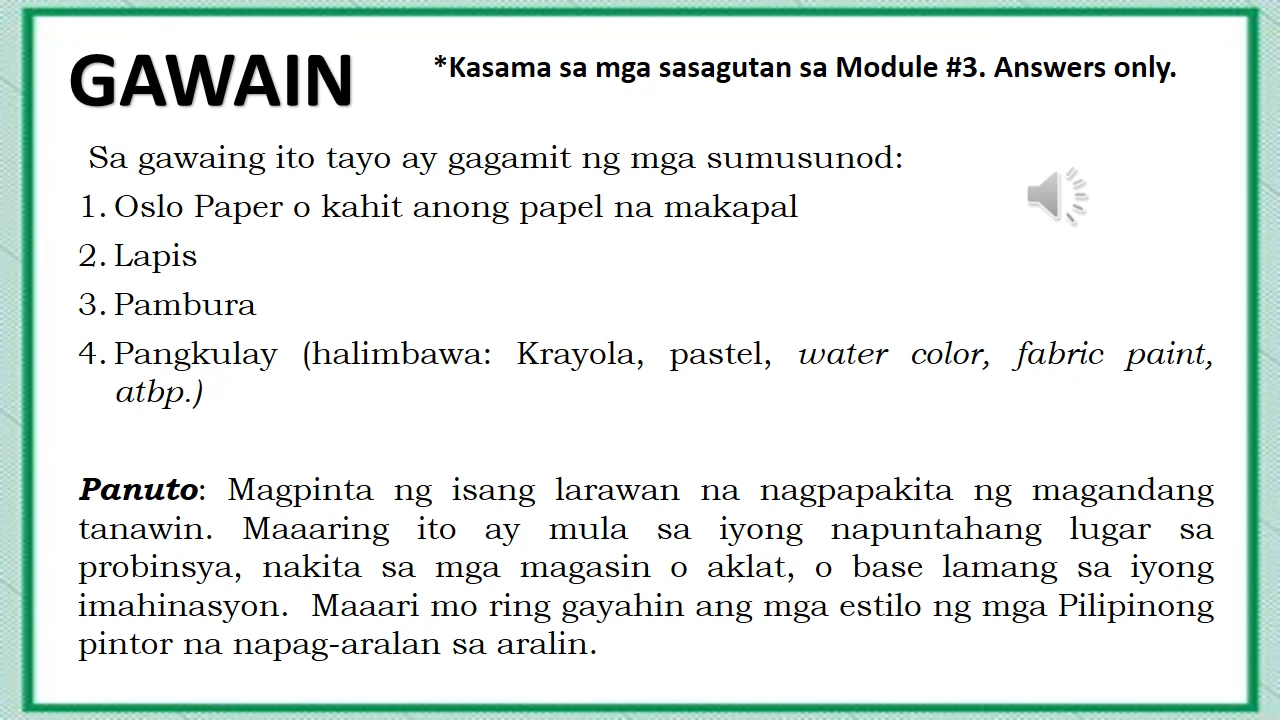 GAWAIN
*Kasama sa mga sasagutan sa Module #3. Answers only.
Sa gawaing ito tayo ay gagamit ng mga sumusunod:
1. Oslo Paper o kahit anong papel na makapal
2. Lapis
3. Pambura
4. Pangkulay (halimbawa: Krayola, pastel, water color, fabric paint,
atbp.)
Panuto: Magpinta ng isang larawan na nagpapakita ng magandang
tanawin. Maaaring ito ay mula sa iyong napuntahang lugar sa
probinsya, nakita sa mga magasin o aklat, o base lamang sa iyong
imahinasyon. Maaari mo ring gayahin ang mga estilo ng mga Pilipinong
pintor na napag-aralan sa aralin.